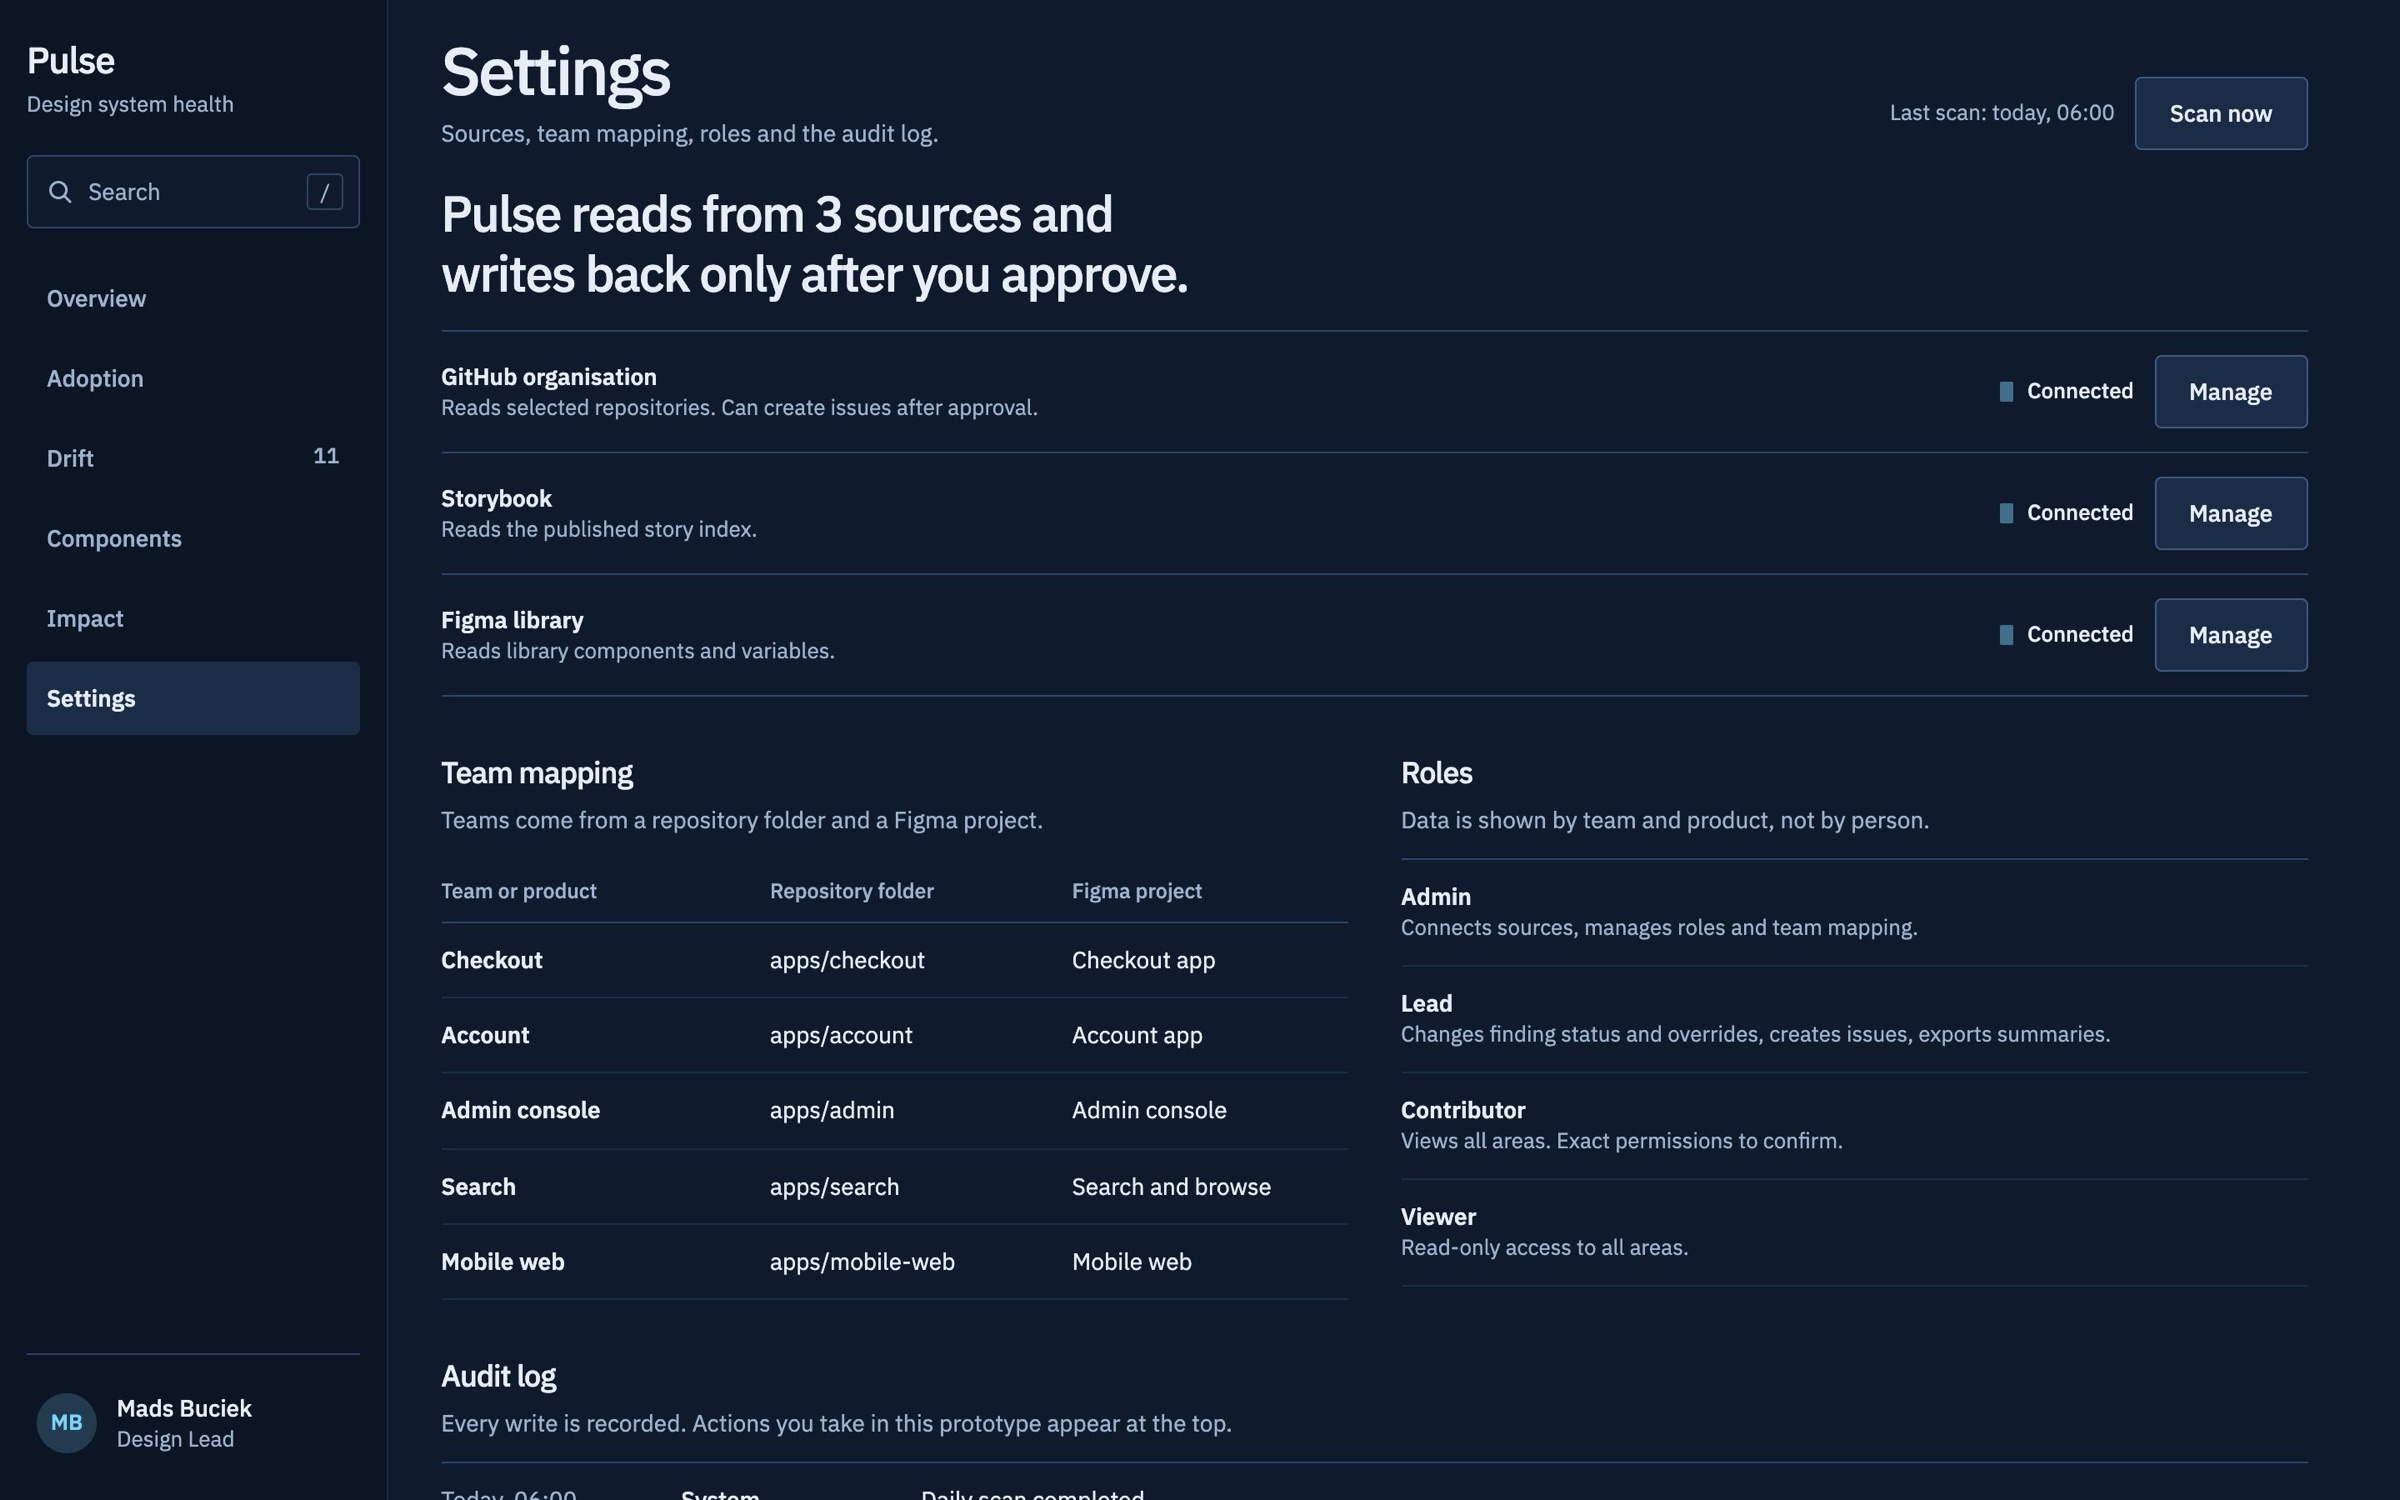 Pulse
Design system health
Search /
Overview
Adoption
Drift 11
Components
Impact
Settings
Mads Buciek
MB
Design Lead
Settings
Sources, team mapping, roles and the audit log.
Last scan: today, 06:00
Scan now
Pulse reads from 3 sources and
writes back only after you approve.
GitHub organisation
Reads selected repositories. Can create issues after approval.
Connected Manage
Storybook
Reads the published story index.
Connected Manage
Figma library
Reads library components and variables.
Connected Manage
Team mapping
Teams come from a repository folder and a Figma project.
Team or product Repository folder Figma project
Checkout apps/checkout Checkout app
Account apps/account Account app
Admin console apps/admin Admin console
Search apps/search Search and browse
Mobile web apps/mobile-web Mobile web
Roles
Data is shown by team and product, not by person.
Admin
Connects sources, manages roles and team mapping.
Lead
Changes finding status and overrides, creates issues, exports summaries.
Contributor
Views all areas. Exact permissions to confirm.
Viewer
Read-only access to all areas.
Audit log
Every write is recorded. Actions you take in this prototype appear at the top.
Today, 06:00 System Daily scan completed